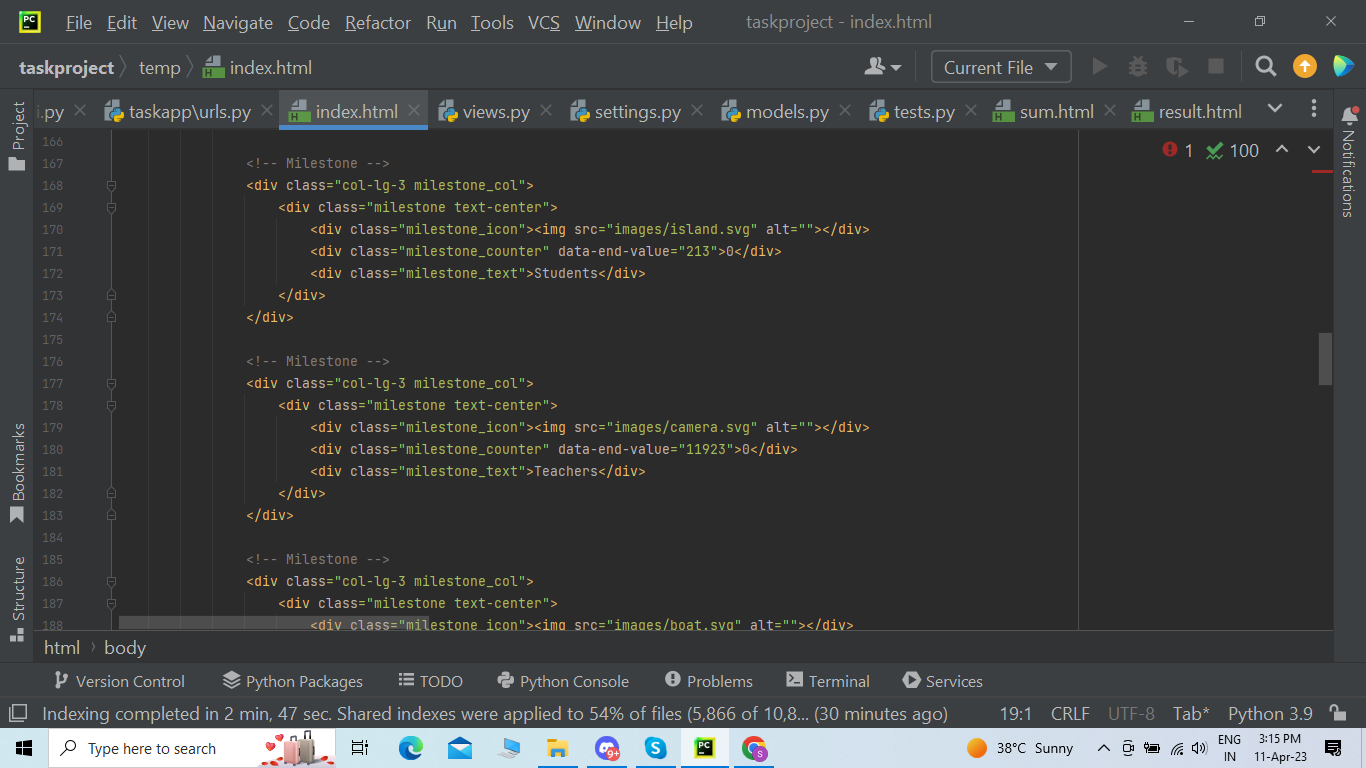 PC File Edit View Navigate Code Refactor Run Tools VCS Window Help taskproject - index.html
taskproject temp index.html Current File
i.py taskapp\urls.py index.html views.py settings.py models.py tests.py sum.html result.html
Project
Bookmarks
Structure
Notifications
1 100
166
167 <!-- Milestone -->
168 <div class="col-lg-3 milestone_col">
169 <div class="milestone text-center">
170 <div class="milestone_icon"><img src="images/island.svg" alt=""></div>
171 <div class="milestone_counter" data-end-value="213">0</div>
172 <div class="milestone_text">Students</div>
173 </div>
174 </div>
175
176 <!-- Milestone -->
177 <div class="col-lg-3 milestone_col">
178 <div class="milestone text-center">
179 <div class="milestone_icon"><img src="images/camera.svg" alt=""></div>
180 <div class="milestone_counter" data-end-value="11923">0</div>
181 <div class="milestone_text">Teachers</div>
182 </div>
183 </div>
184
185 <!-- Milestone -->
186 <div class="col-lg-3 milestone_col">
187 <div class="milestone text-center">
188 <div class="milestone_icon"><img src="images/boat.svg" alt=""></div>
html body
Version Control Python Packages TODO Python Console Problems Terminal Services
Indexing completed in 2 min, 47 sec. Shared indexes were applied to 54% of files (5,866 of 10,8... (30 minutes ago) 19:1 CRLF UTF-8 Tab* Python 3.9
Type here to search 9+ S PC S 38°C Sunny ENG 3:15 PM
IN 11-Apr-23